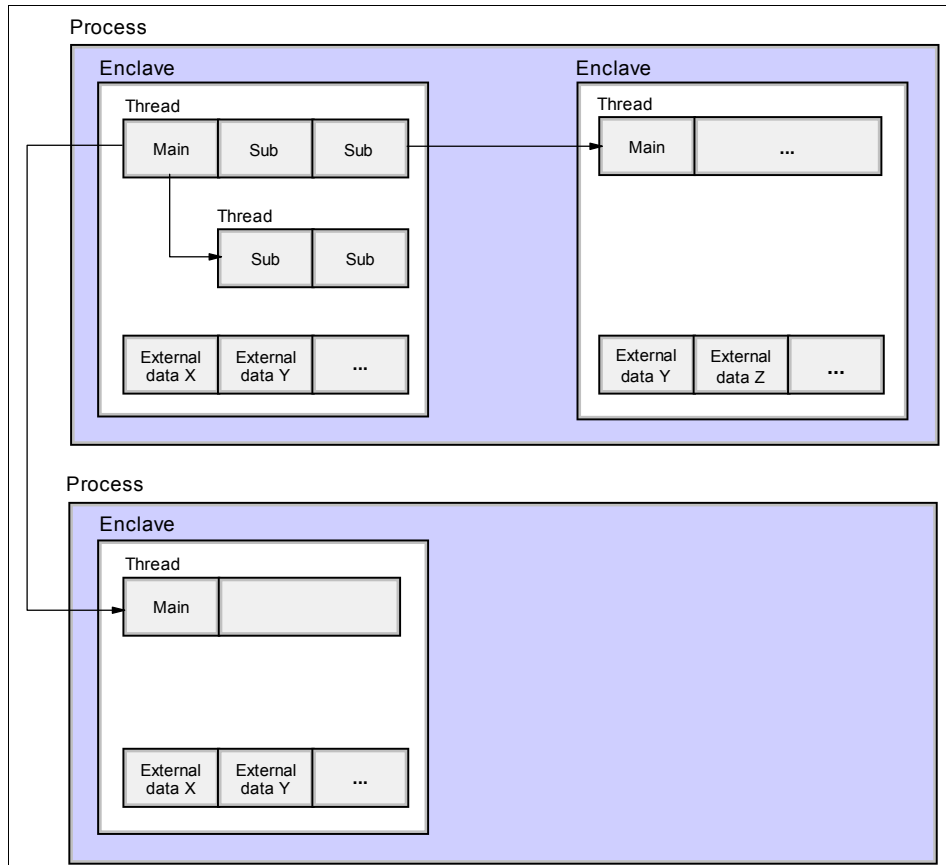 Process
Enclave
Enclave
Thread
Thread
Main
Sub
Sub
Main
...
Thread
Sub
Sub
External
data X
External
data Y
...
External
data Y
External
data Z
...
Process
Enclave
Thread
Main
External
data X
External
data Y
...